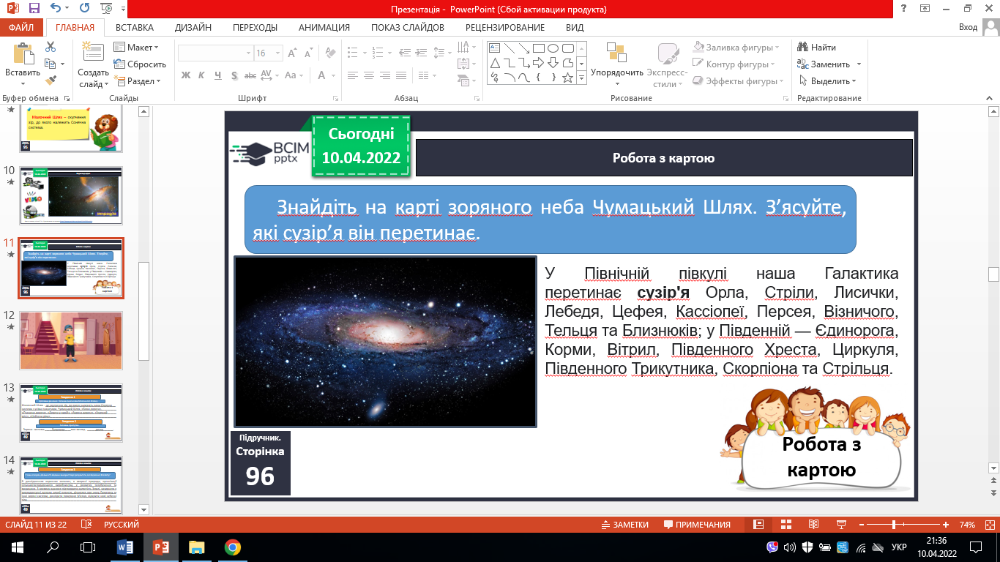 Презентація - PowerPoint (Сбой активации продукта)
ФАЙЛ ГЛАВНАЯ ВСТАВКА ДИЗАЙН ПЕРЕХОДЫ АНИМАЦИЯ ПОКАЗ СЛАЙДОВ РЕЦЕНЗИРОВАНИЕ ВИД Вход
Вставить
Создать слайд
Макет
Сбросить
Раздел
16
Ж К Ч S abc AV Aa A
Упорядочить
Экспресс-стили
Заливка фигуры
Контур фигуры
Эффекты фигуры
Найти
Заменить
Выделить
Буфер обмена Слайды Шрифт Абзац Рисование Редактирование
Молочний Шлях – скупчення
зір, до якого належить Сонячна
система.
95
10
11
12
13
14
Сьогодні
10.04.2022
BCIM
pptx
Робота з картою
Знайдіть на карті зоряного неба Чумацький Шлях. З’ясуйте,
які сузір’я він перетинає.
У Північній півкулі наша Галактика
перетинає сузір'я Орла, Стріли, Лисички,
Лебедя, Цефея, Кассіопеї, Персея, Візничого,
Тельця та Близнюків; у Південній — Єдинорога,
Корми, Вітрил, Південного Хреста, Циркуля,
Південного Трикутника, Скорпіона та Стрільця.
Підручник.
Сторінка
96
Робота з
картою
СЛАЙД 11 ИЗ 22 РУССКИЙ ЗАМЕТКИ ПРИМЕЧАНИЯ 74%
УКР
21:36
10.04.2022